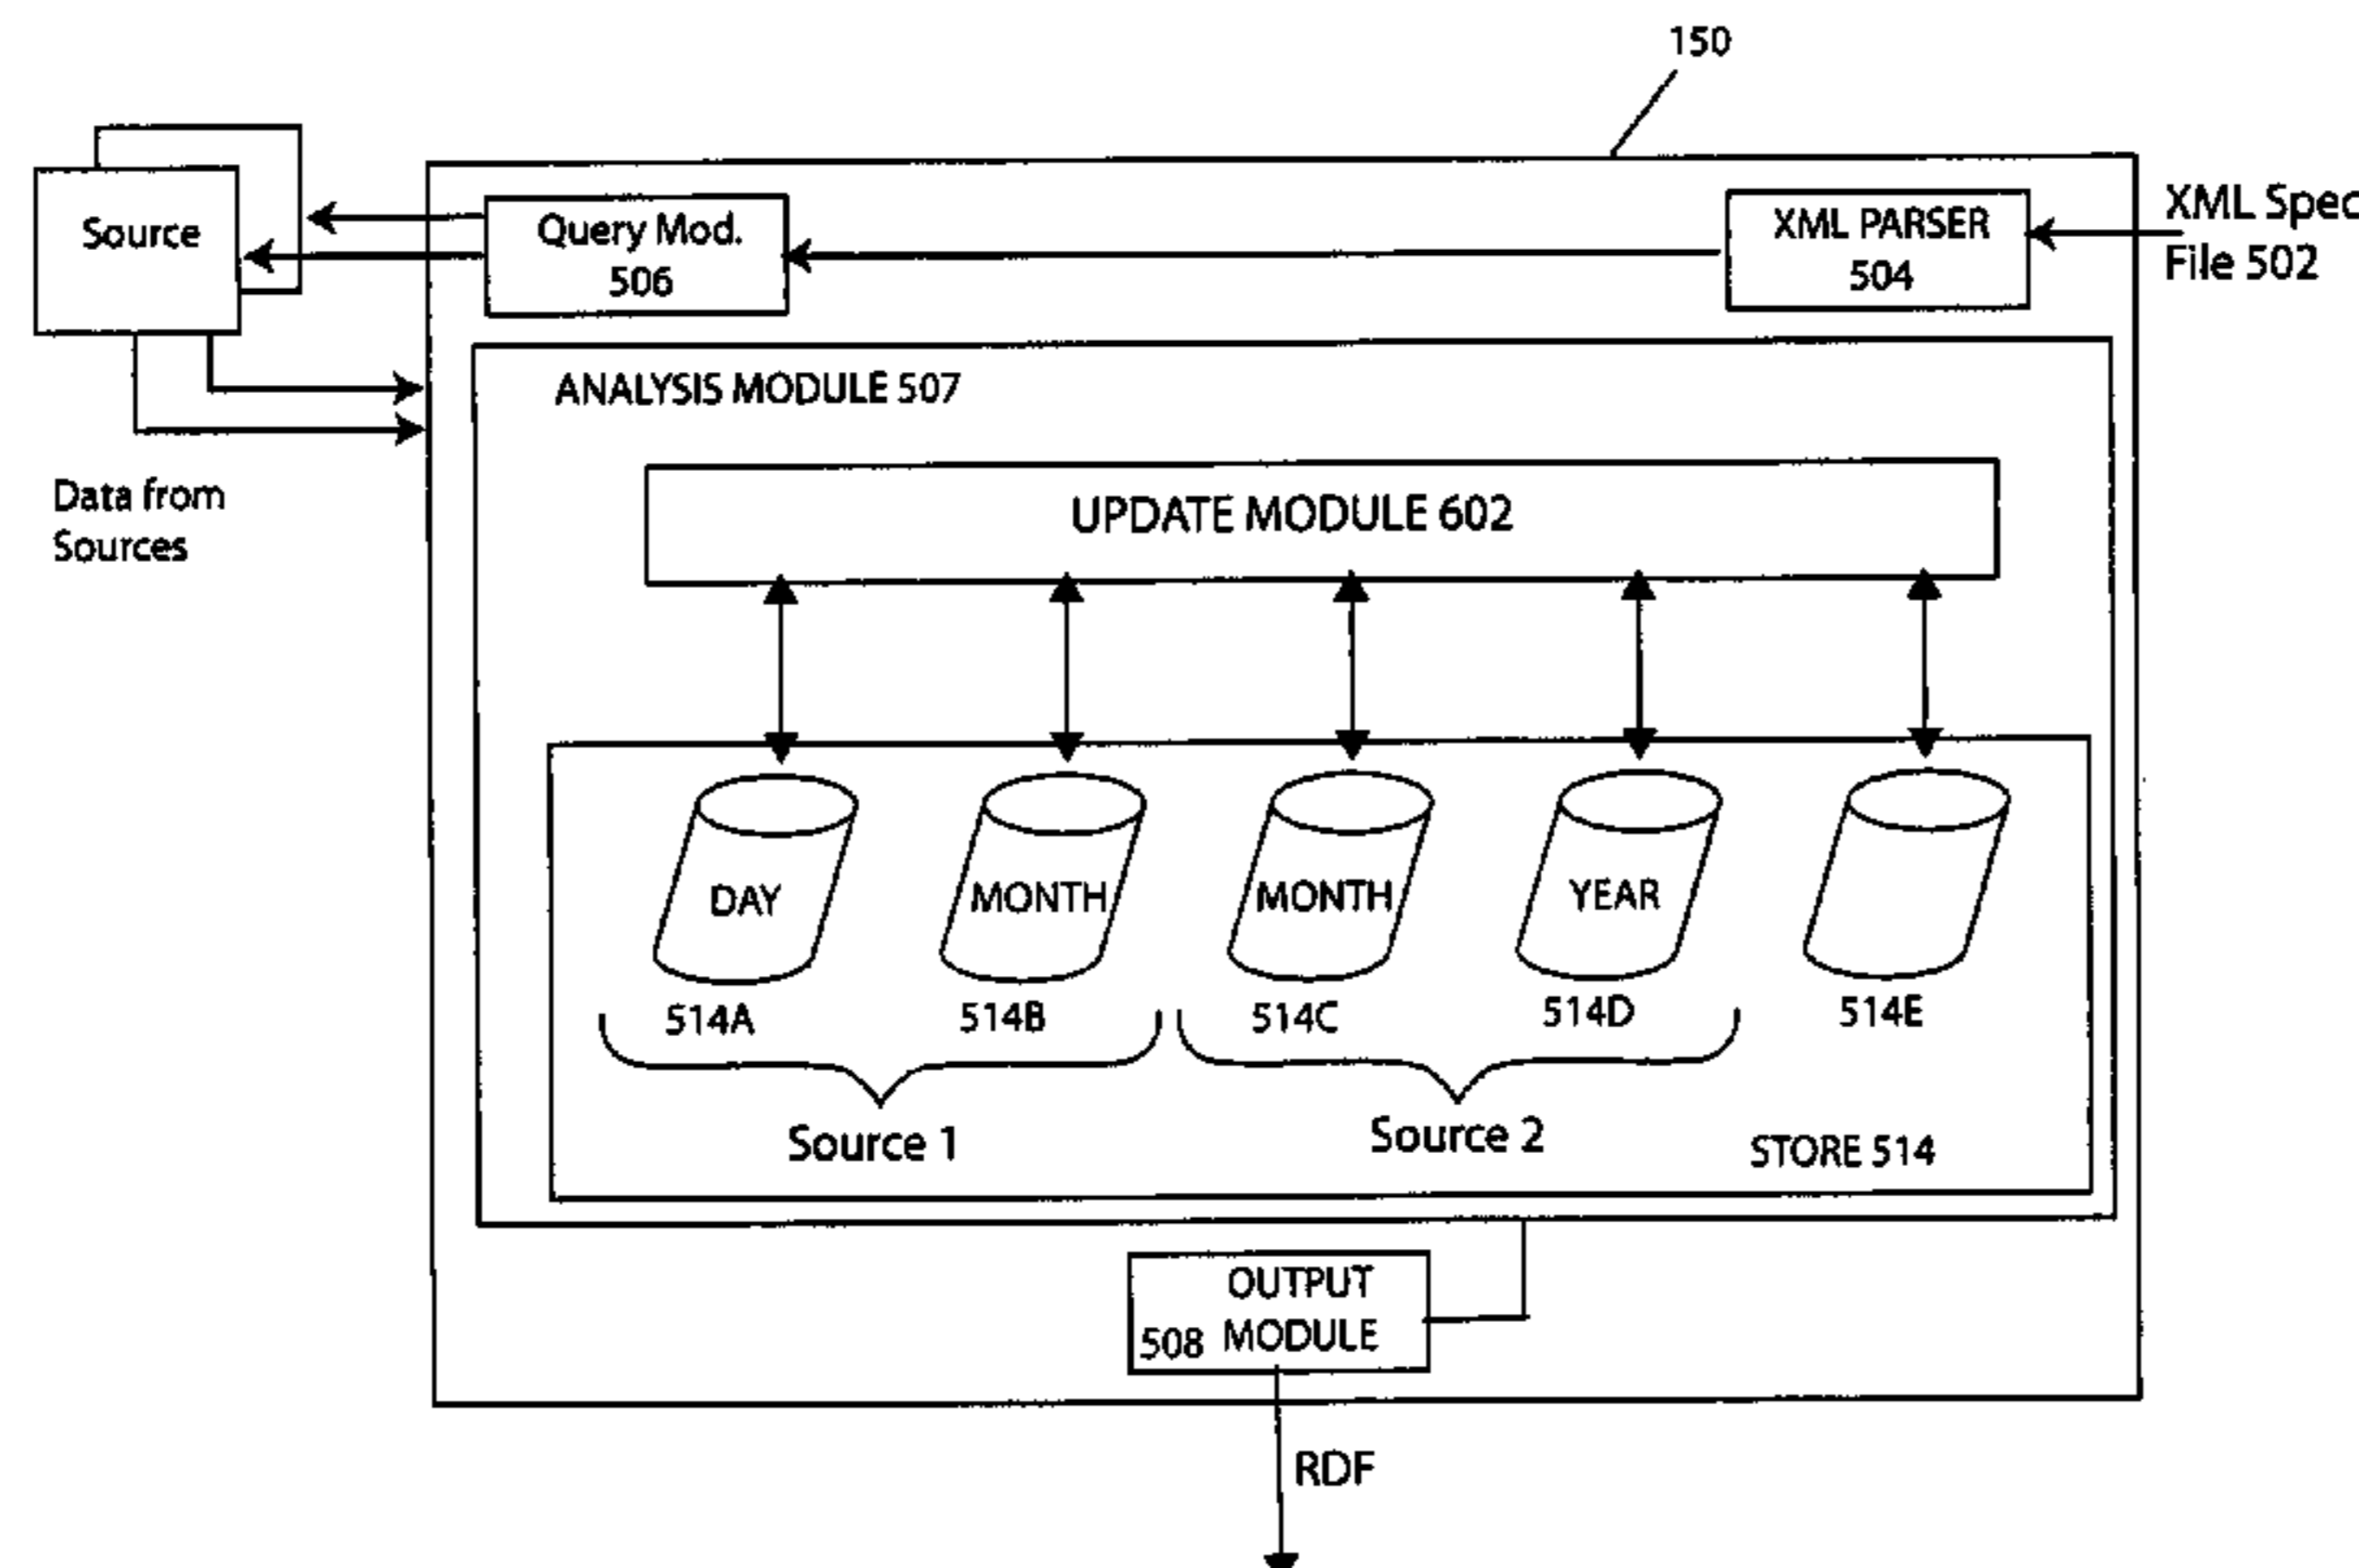 150
Source
Query Mod.
506
XML PARSER
504
XML Spec
File 502
ANALYSIS MODULE 507
Data from
Sources
UPDATE MODULE 602
DAY
MONTH
MONTH
YEAR
514A
514B
514C
514D
514E
Source 1
Source 2
STORE 514
OUTPUT
508 MODULE
RDF